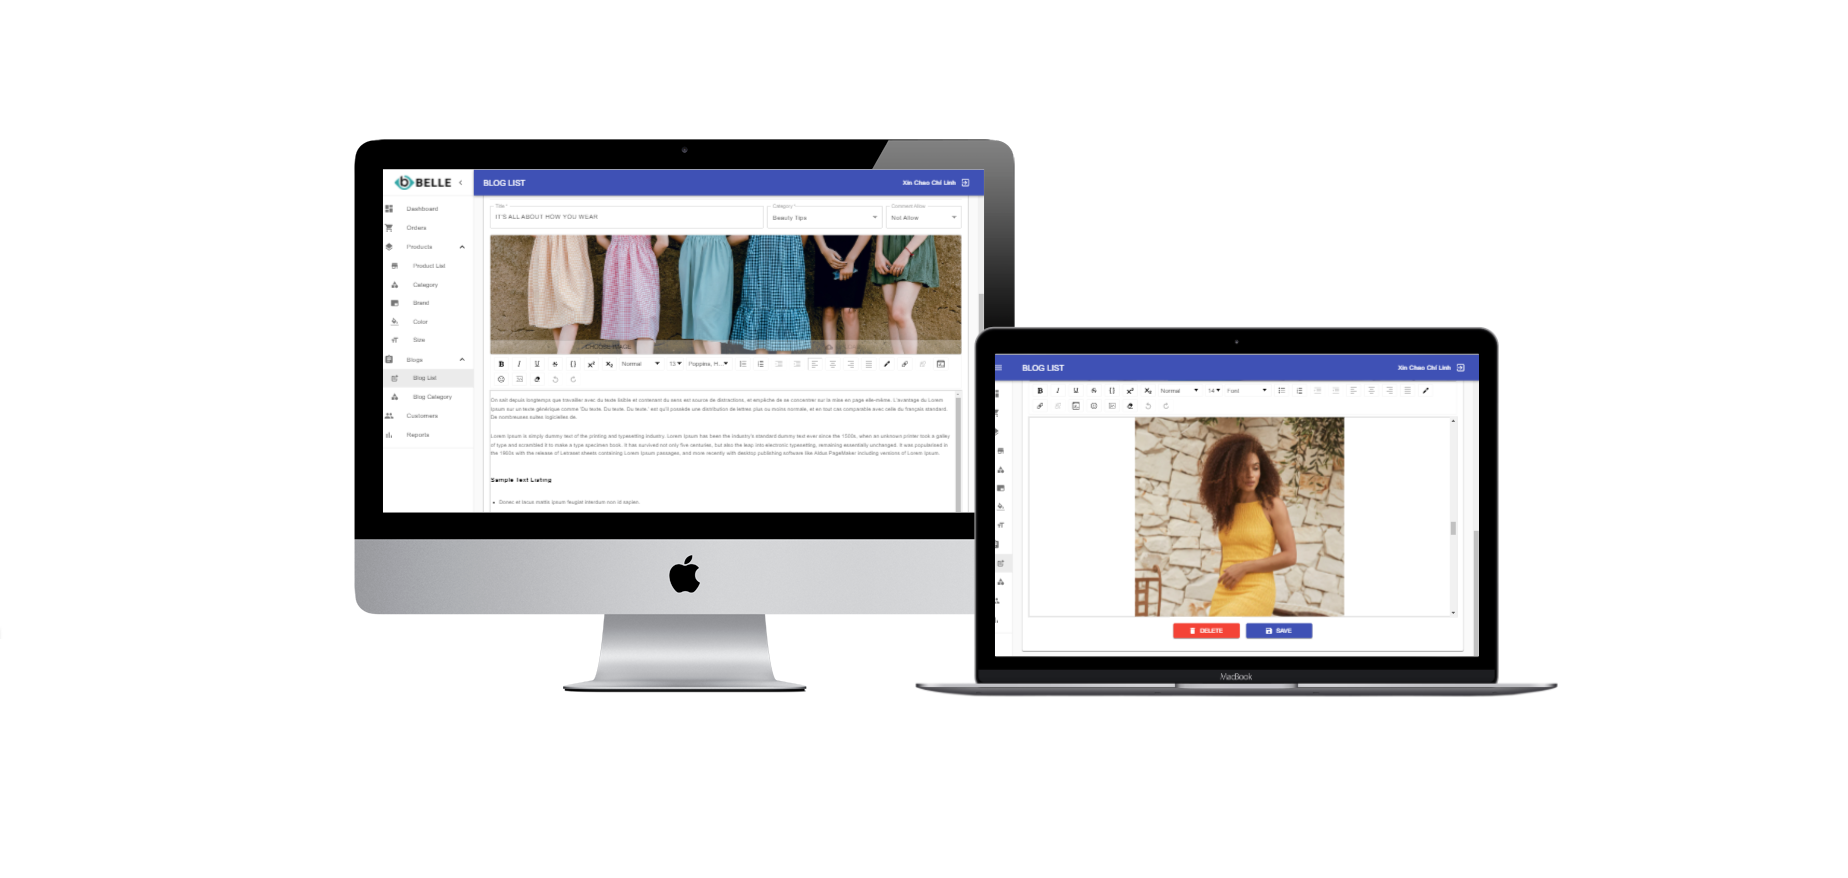 BELLE
BLOG LIST
Xin Chao Chi Linh
Dashboard
Orders
Products
Product List
Category
Brand
Color
Size
Blogs
Blog List
Blog Category
Customers
Reports
Title *
IT'S ALL ABOUT HOW YOU WEAR
Category *
Beauty Tips
Comment Allow
Not Allow
CHOOSE IMAGE
B I U S {} X² X₂ Normal 13 Poppins, H...
On sait depuis longtemps que travailler avec du texte lisible et contenant du sens est source de distractions, et empêche de se concentrer sur la mise en page elle-même. L'avantage du Lorem
Ipsum sur un texte générique comme 'Du texte. Du texte. Du texte.' est qu'il possède une distribution de lettres plus ou moins normale, et en tout cas comparable avec celle du français standard.
De nombreuses suites logicielles de.
Lorem Ipsum is simply dummy text of the printing and typesetting industry. Lorem Ipsum has been the industry's standard dummy text ever since the 1500s, when an unknown printer took a galley
of type and scrambled it to make a type specimen book. It has survived not only five centuries, but also the leap into electronic typesetting, remaining essentially unchanged. It was popularised in
the 1960s with the release of Letraset sheets containing Lorem Ipsum passages, and more recently with desktop publishing software like Aldus PageMaker including versions of Lorem Ipsum.
Sample Text Listing
• Donec et lacus mattis ipsum feugiat interdum non id sapien.
BLOG LIST
Xin Chao Chi Linh
B I U S {} X² X₂ Normal 14 Font
DELETE
SAVE
MacBook